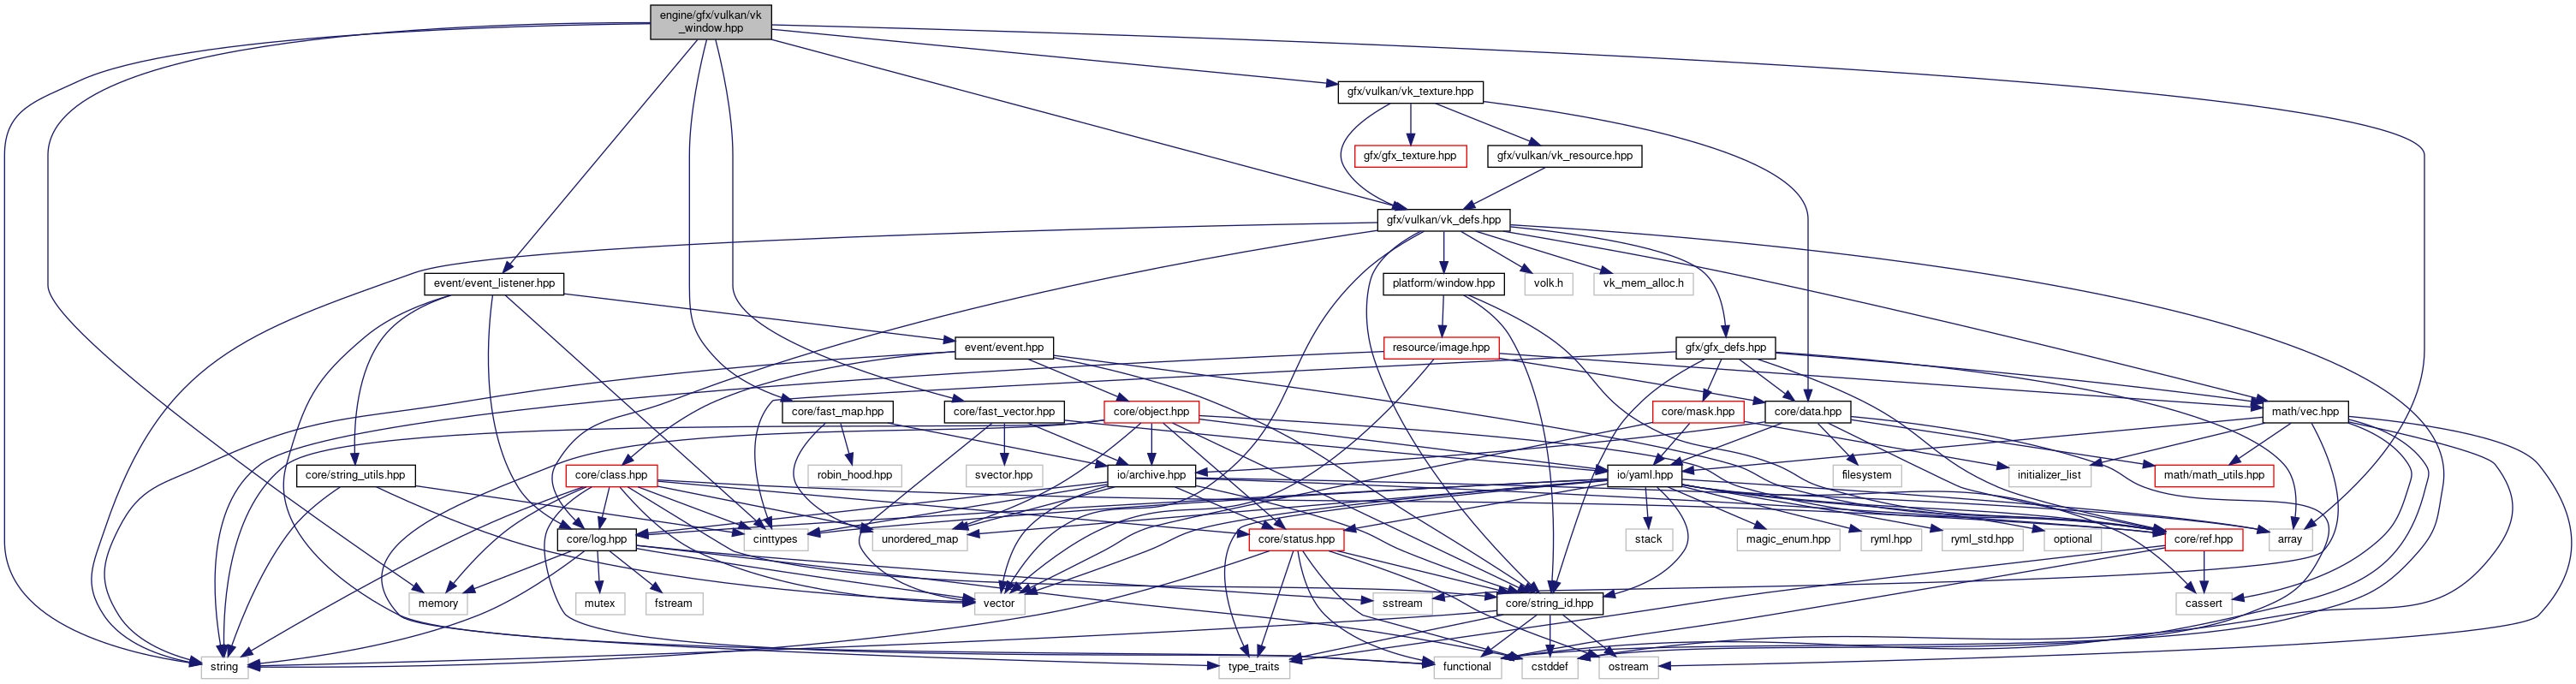 engine/gfx/vulkan/vk
_window.hpp
gfx/vulkan/vk_texture.hpp
gfx/gfx_texture.hpp
gfx/vulkan/vk_resource.hpp
gfx/vulkan/vk_defs.hpp
event/event_listener.hpp
platform/window.hpp
volk.h
vk_mem_alloc.h
event/event.hpp
resource/image.hpp
gfx/gfx_defs.hpp
core/fast_map.hpp
core/fast_vector.hpp
core/object.hpp
core/mask.hpp
core/data.hpp
math/vec.hpp
core/string_utils.hpp
core/class.hpp
robin_hood.hpp
svector.hpp
io/archive.hpp
io/yaml.hpp
filesystem
initializer_list
math/math_utils.hpp
core/log.hpp
cinttypes
unordered_map
core/status.hpp
stack
magic_enum.hpp
ryml.hpp
ryml_std.hpp
optional
core/ref.hpp
array
memory
mutex
fstream
vector
sstream
core/string_id.hpp
cassert
string
type_traits
functional
cstddef
ostream